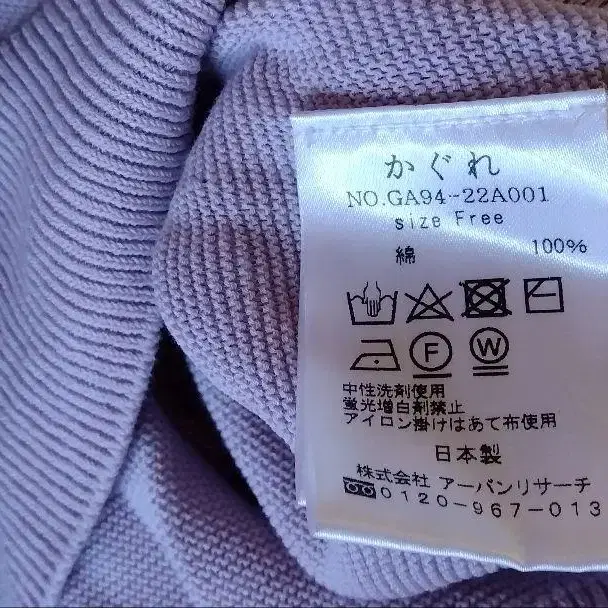 かぐれ
NO.GA94-22A001
size Free
綿 100%
F W
中性洗剤使用
蛍光増白剤禁止
アイロン掛けはあて布使用
日本製
株式会社 アーバンリサーチ
0120-967-013